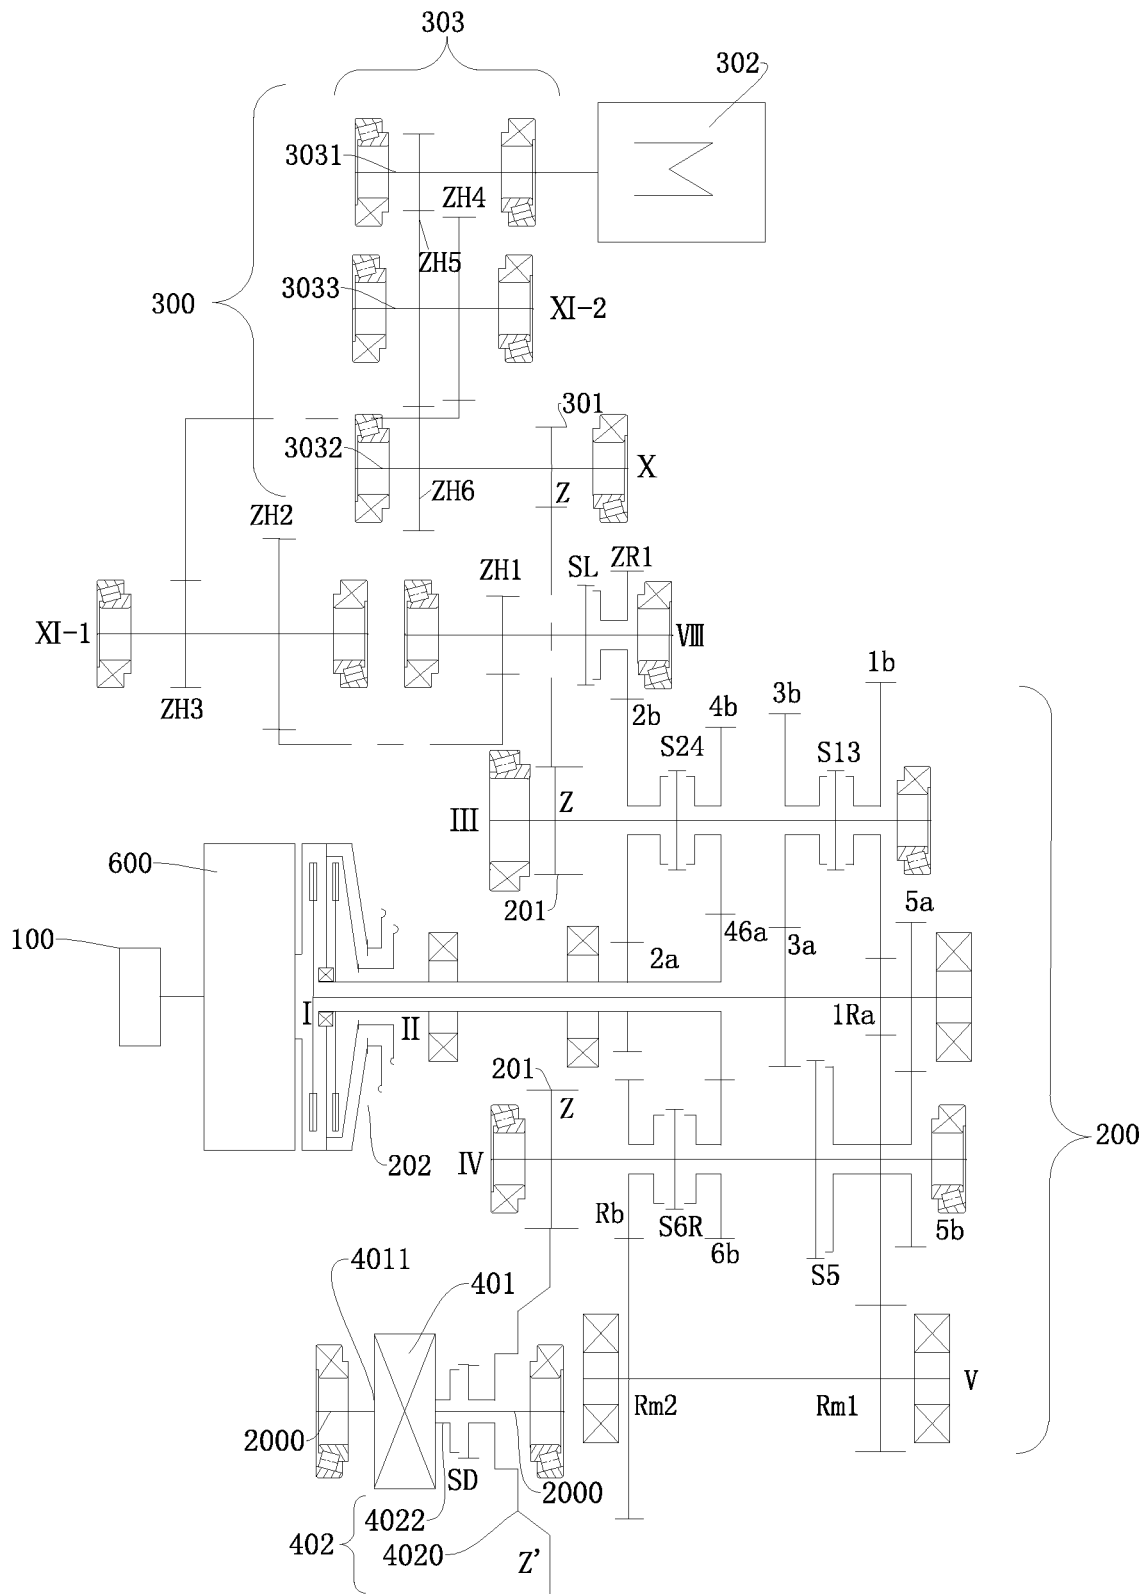 303
302
3031
ZH4
ZH5
300
3033
XI-2
301
3032
X
ZH6
Z
ZH2
ZR1
SL
ZH1
XI-1
VIII
1b
ZH3
2b
4b
3b
S24
S13
III
Z
600
201
5a
100
46a
2a
3a
I
II
1Ra
201
Z
200
IV
202
Rb
S6R
6b
5b
4011
401
S5
Rm2
Rm1
V
2000
SD
2000
4022
402
4020
Z'